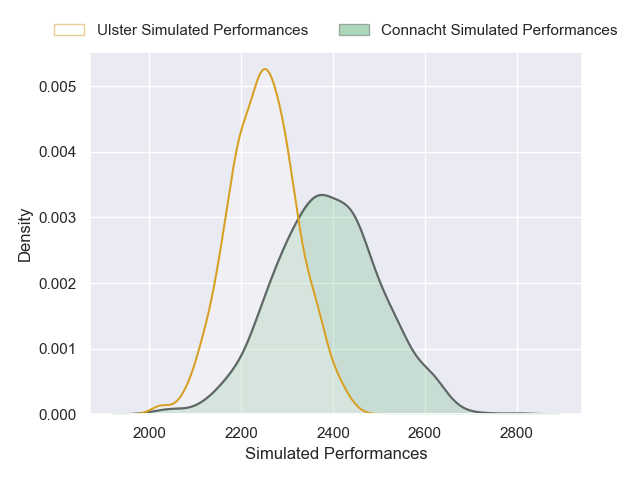 Ulster Simulated Performances Connacht Simulated Performances
0.005
0.004
0.003
0.002
0.001
0.000
Density
2000 2200 2400 2600 2800
Simulated Performances